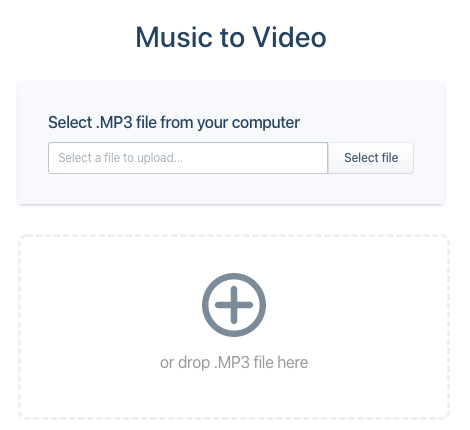 Music to Video
Select .MP3 file from your computer
Select a file to upload...
Select file
or drop .MP3 file here